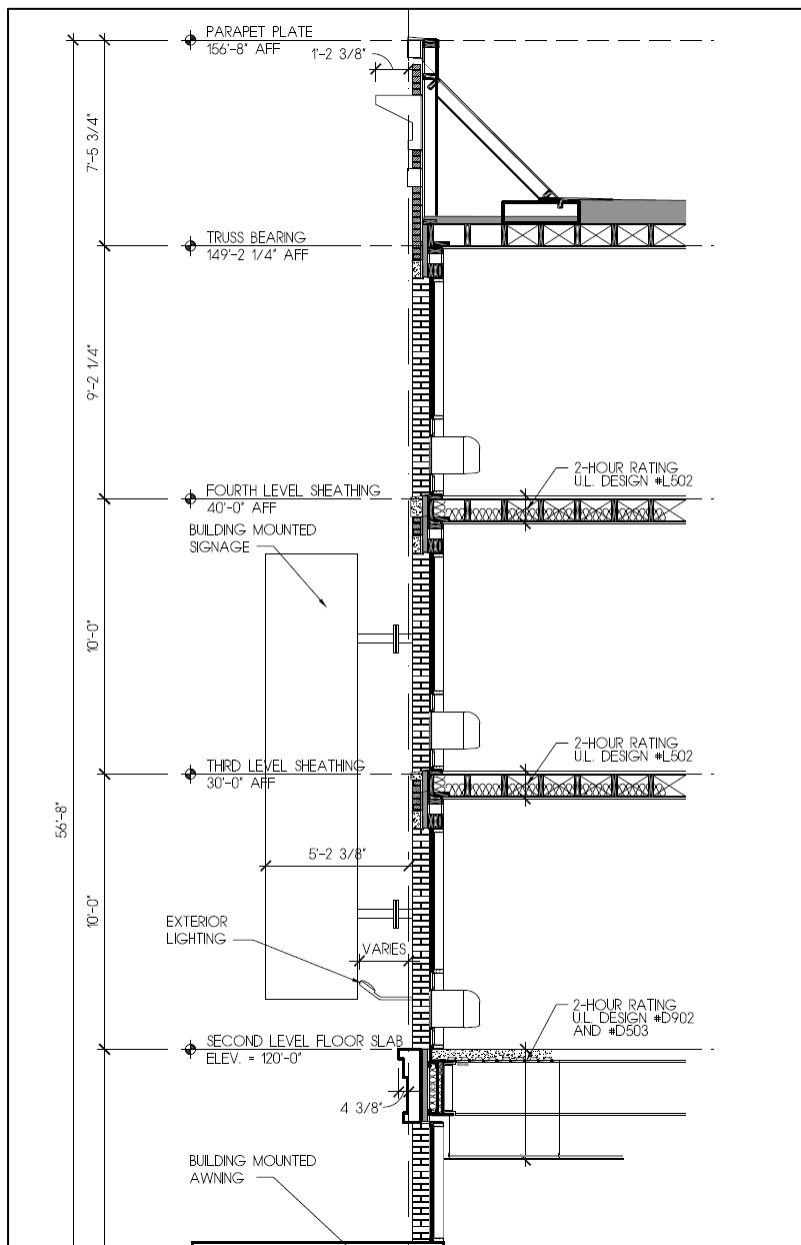 PARAPET PLATE
156'-8" AFF
1'-2 3/8"
7'-5 3/4"
TRUSS BEARING
149'-2 1/4" AFF
9'-2 1/4"
2-HOUR RATING
U.L. DESIGN #L502
FOURTH LEVEL SHEATHING
40'-0" AFF
BUILDING MOUNTED
SIGNAGE
10'-0"
2-HOUR RATING
U.L. DESIGN #L502
THIRD LEVEL SHEATHING
30'-0" AFF
56'-8"
5'-2 3/8"
10'-0"
EXTERIOR
LIGHTING
VARIES
2-HOUR RATING
U.L. DESIGN #D902
AND #D503
SECOND LEVEL FLOOR SLAB
ELEV. = 120'-0"
4 3/8"
BUILDING MOUNTED
AWNING